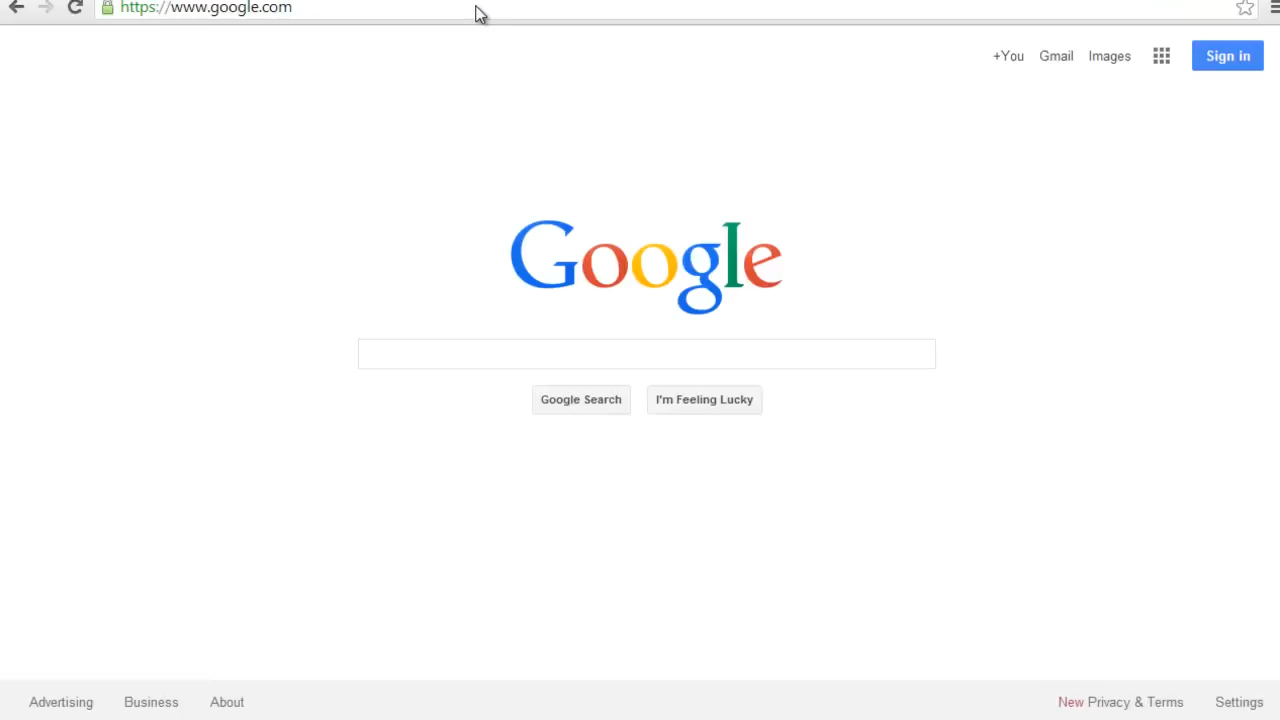 https://www.google.com
+You Gmail Images Sign in
Google
Google Search I'm Feeling Lucky
Advertising Business About New Privacy & Terms Settings